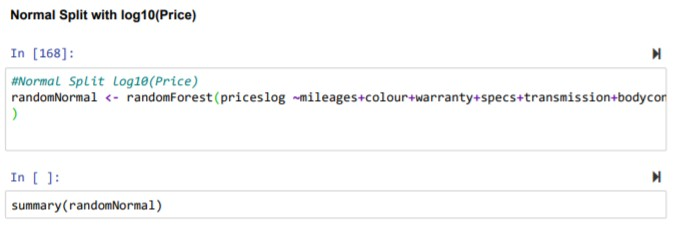 Normal Split with log10(Price)
In [168]:
#Normal Split Log10(Price)
randomNormal <- randomForest(priceslog ~mileages+colour+warranty+specs+transmission+bodycon
)
In [ ]:
summary(randomNormal)